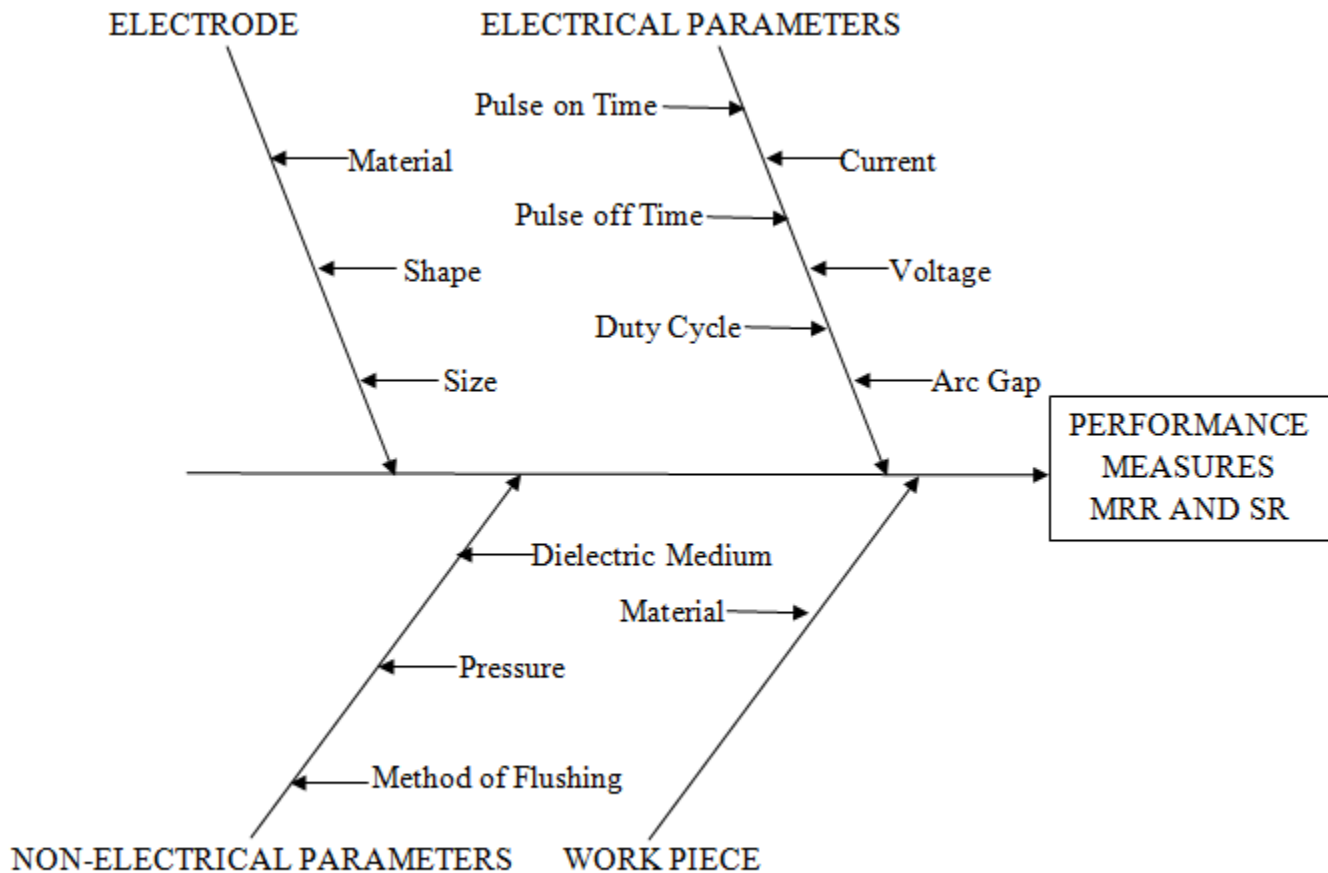 ELECTRODE
ELECTRICAL PARAMETERS
Pulse on Time
Material
Current
Pulse off Time
Shape
Voltage
Duty Cycle
Size
Arc Gap
PERFORMANCE
MEASURES
MRR AND SR
Dielectric Medium
Material
Pressure
Method of Flushing
NON-ELECTRICAL PARAMETERS
WORK PIECE